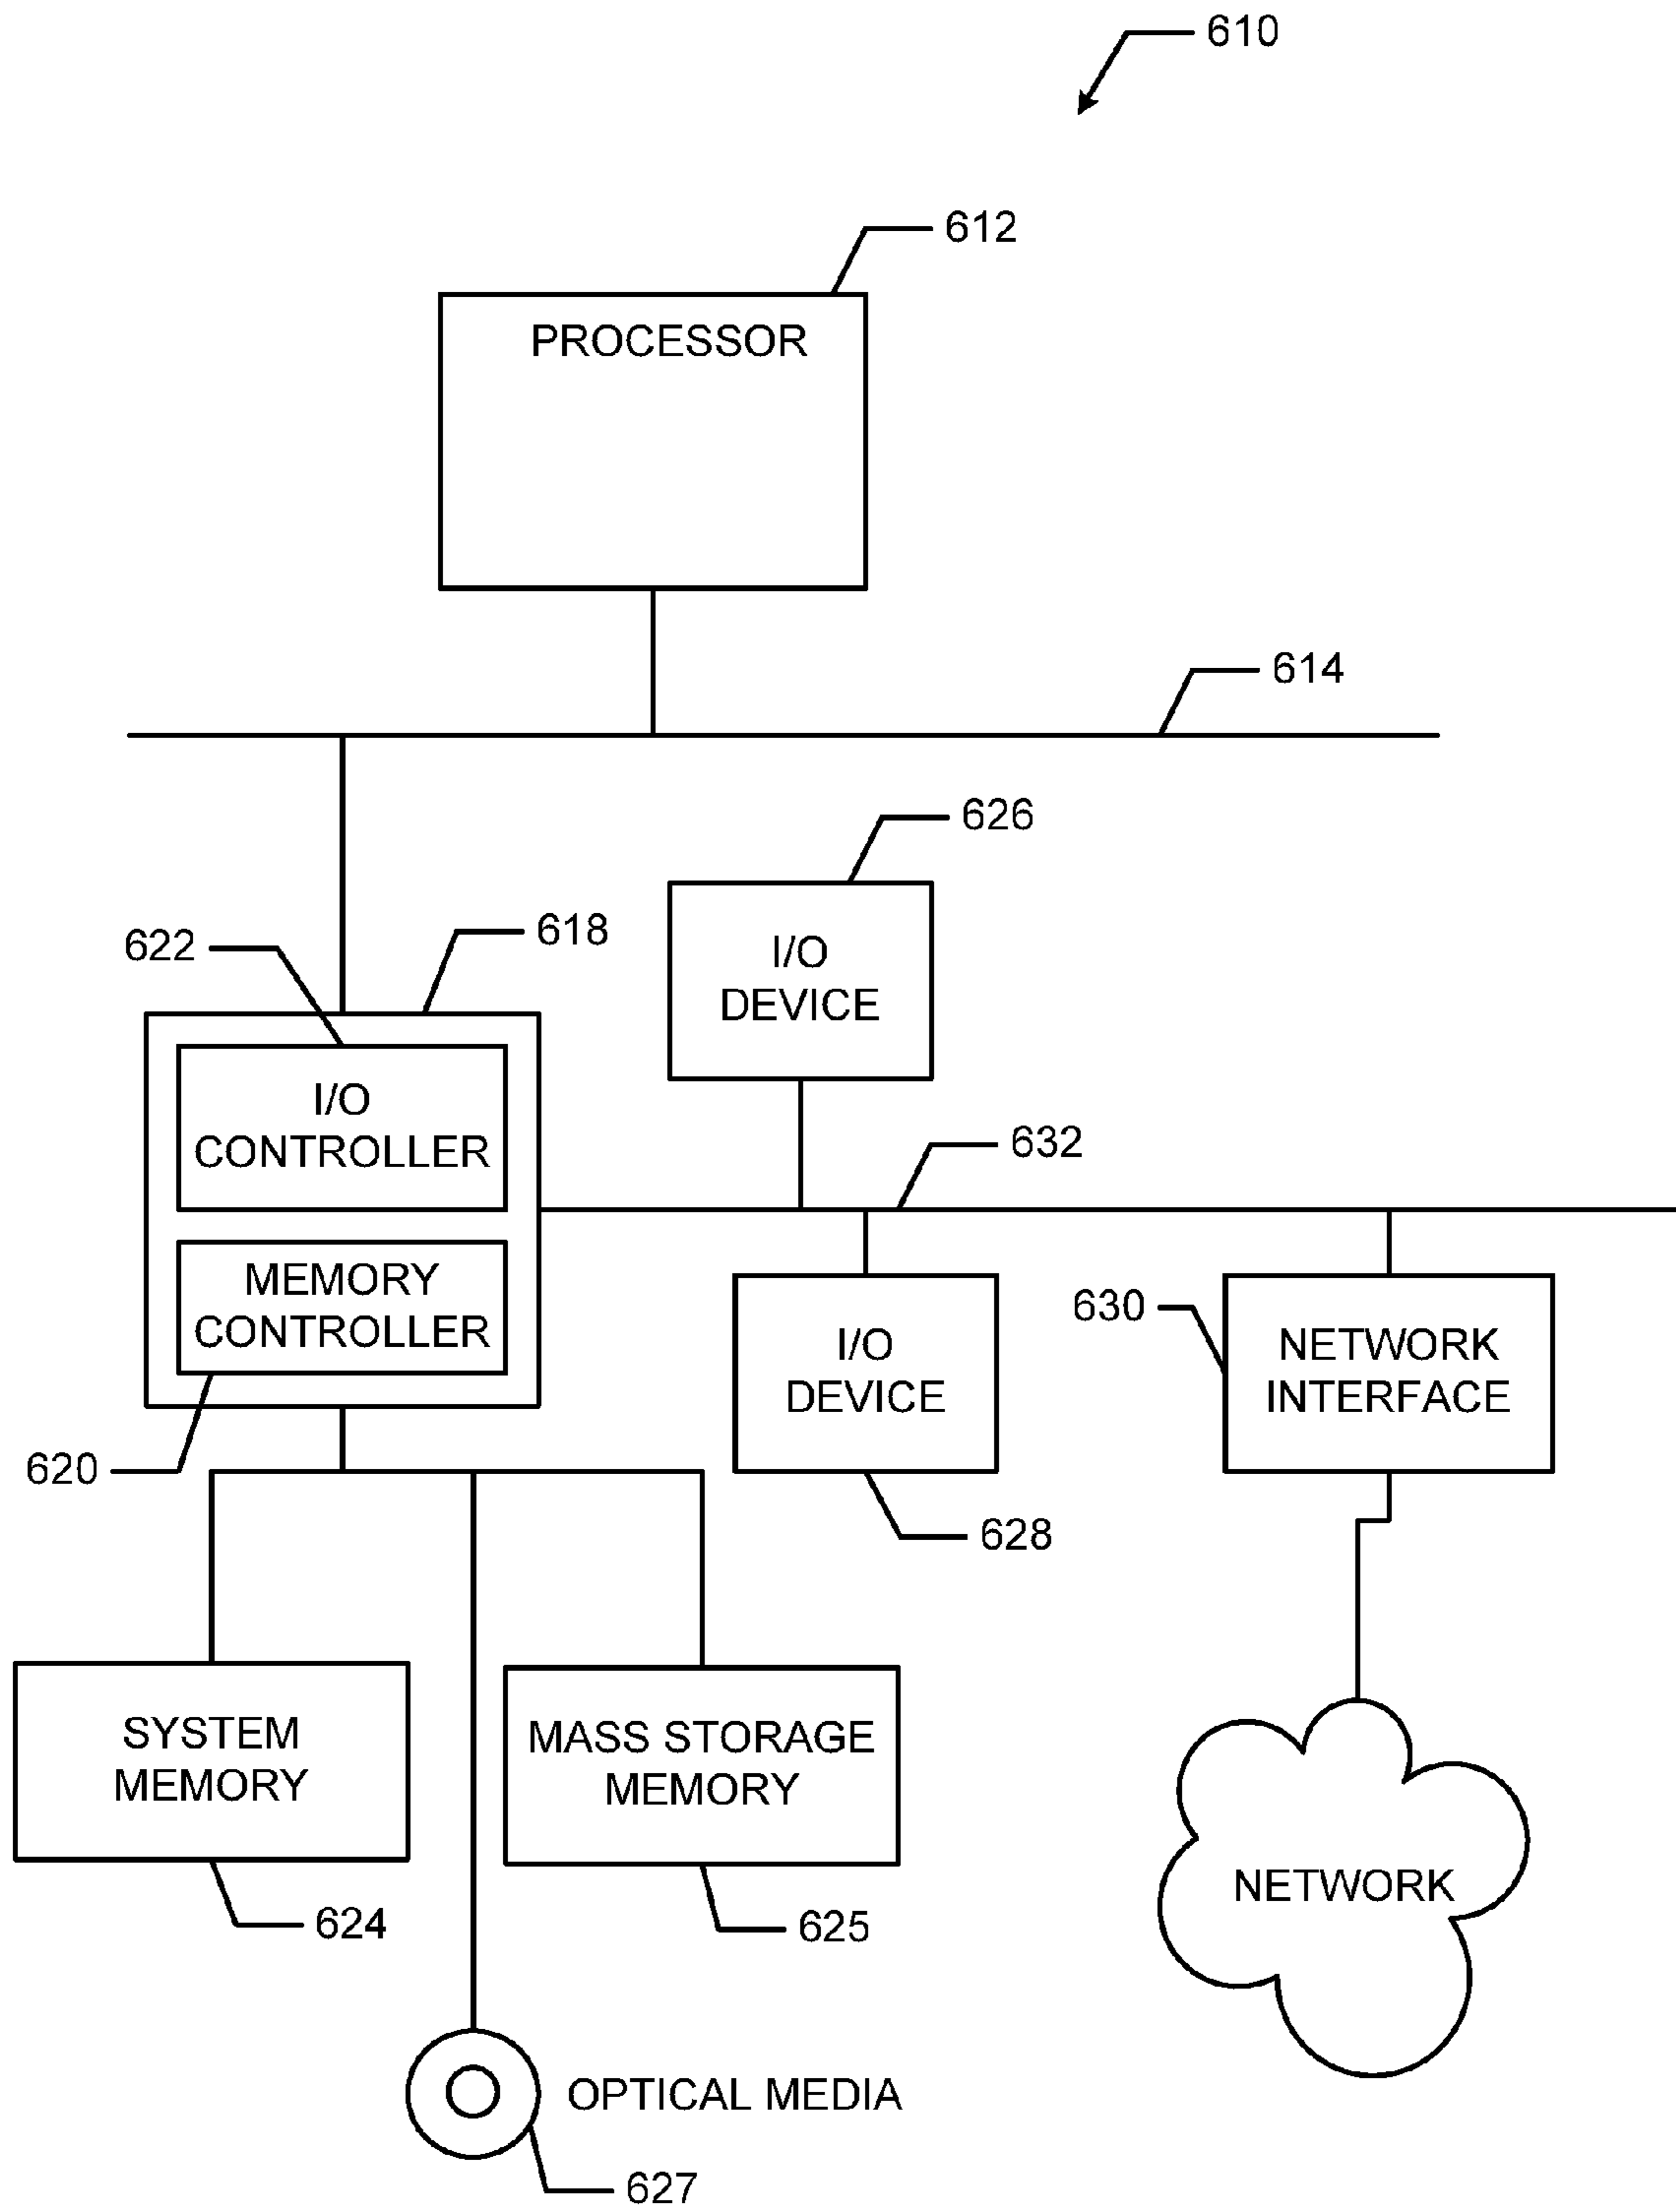 610
612
PROCESSOR
614
626
622
618
I/O
DEVICE
I/O
CONTROLLER
632
MEMORY
CONTROLLER
630
I/O
DEVICE
NETWORK
INTERFACE
620
628
SYSTEM
MEMORY
MASS STORAGE
MEMORY
NETWORK
624
625
OPTICAL MEDIA
627